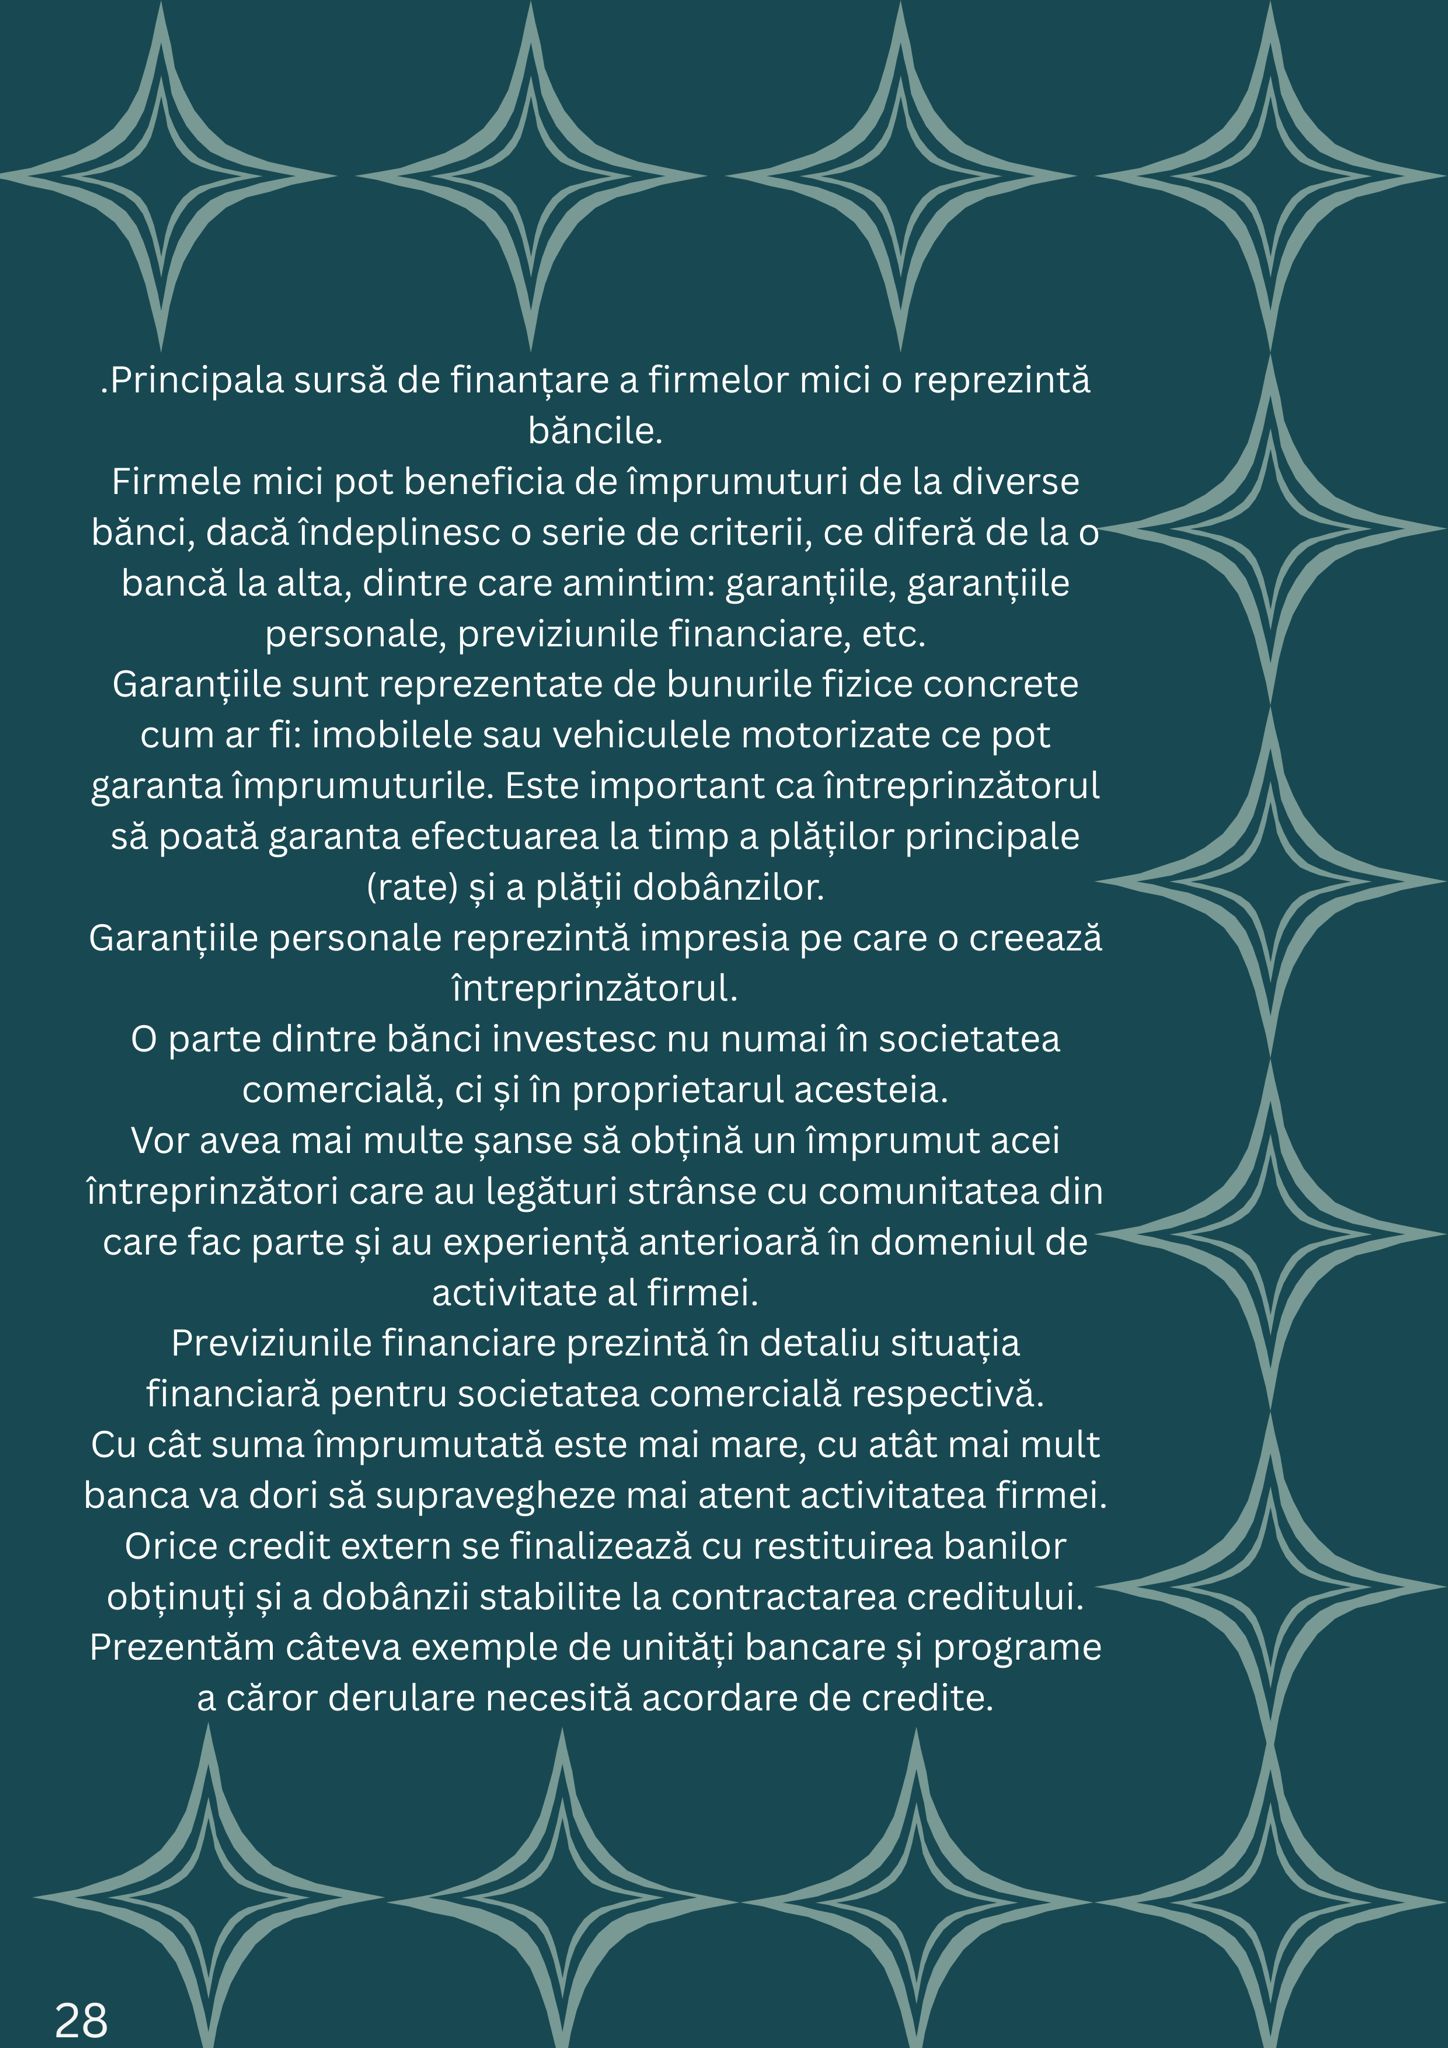 .Principala sursă de finanțare a firmelor mici o reprezintă
băncile.
Firmele mici pot beneficia de împrumuturi de la diverse
bănci, dacă îndeplinesc o serie de criterii, ce diferă de la o
bancă la alta, dintre care amintim: garanțiile, garanțiile
personale, previziunile financiare, etc.
Garanțiile sunt reprezentate de bunurile fizice concrete
cum ar fi: imobilele sau vehiculele motorizate ce pot
garanta împrumuturile. Este important ca întreprinzătorul
să poată garanta efectuarea la timp a plăților principale
(rate) și a plății dobânzilor.
Garanțiile personale reprezintă impresia pe care o creează
întreprinzătorul.
O parte dintre bănci investesc nu numai în societatea
comercială, ci și în proprietarul acesteia.
Vor avea mai multe șanse să obțină un împrumut acei
întreprinzători care au legături strânse cu comunitatea din
care fac parte și au experiență anterioară în domeniul de
activitate al firmei.
Previziunile financiare prezintă în detaliu situația
financiară pentru societatea comercială respectivă.
Cu cât suma împrumutată este mai mare, cu atât mai mult
banca va dori să supravegheze mai atent activitatea firmei.
Orice credit extern se finalizează cu restituirea banilor
obținuți și a dobânzii stabilite la contractarea creditului.
Prezentăm câteva exemple de unități bancare și programe
a căror derulare necesită acordare de credite.
28